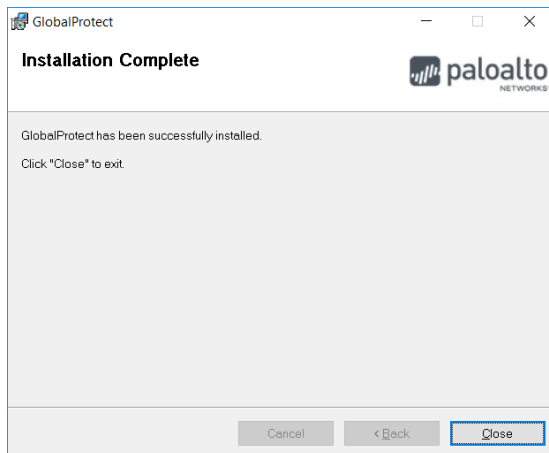 GlobalProtect
Installation Complete
paloalto
NETWORKS
GlobalProtect has been successfully installed.
Click "Close" to exit.
Cancel
< Back
Close